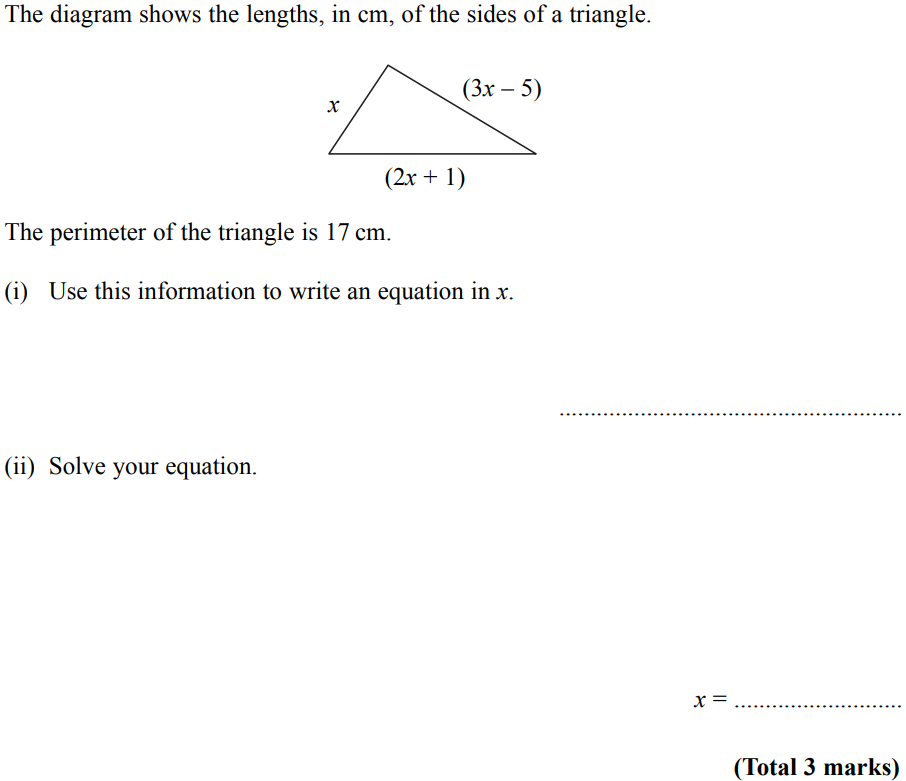 The diagram shows the lengths, in cm, of the sides of a triangle.
(3x – 5)
x
(2x + 1)
The perimeter of the triangle is 17 cm.
(i) Use this information to write an equation in x.
........................................................
(ii) Solve your equation.
x = ............................
(Total 3 marks)